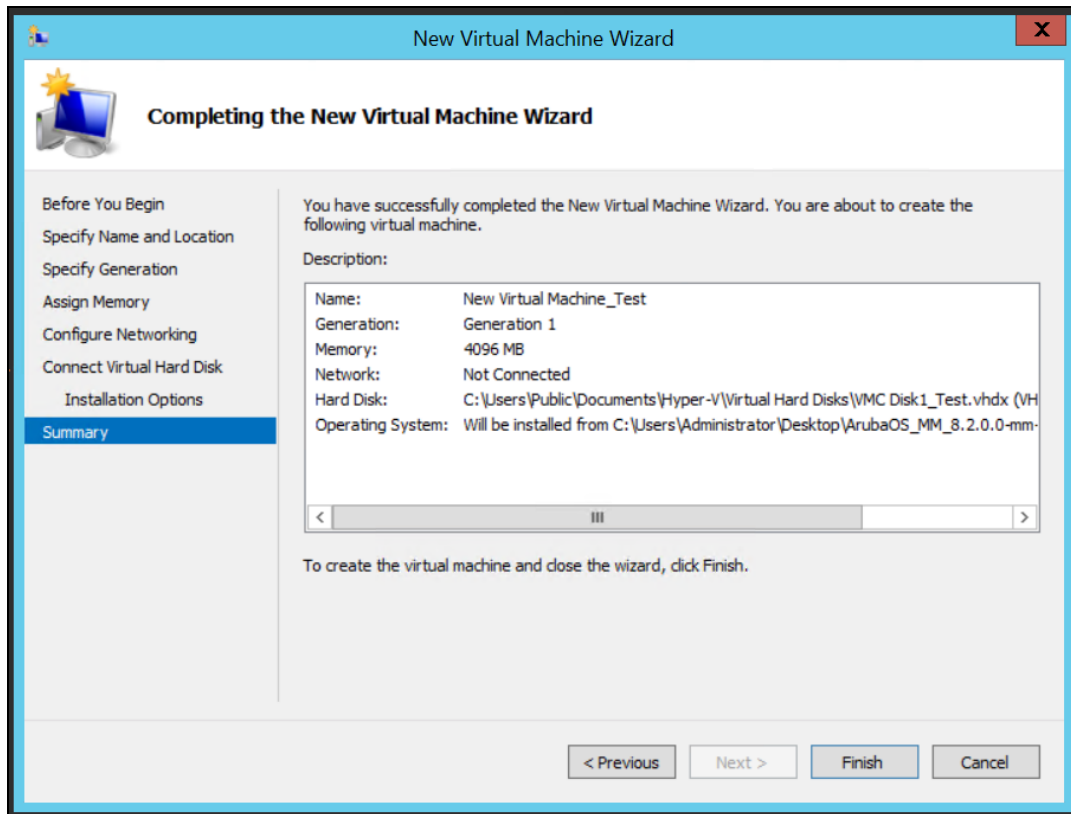 New Virtual Machine Wizard
X
Completing the New Virtual Machine Wizard
Before You Begin
Specify Name and Location
Specify Generation
Assign Memory
Configure Networking
Connect Virtual Hard Disk
Installation Options
Summary
You have successfully completed the New Virtual Machine Wizard. You are about to create the
following virtual machine.
Description:
Name: New Virtual Machine_Test
Generation: Generation 1
Memory: 4096 MB
Network: Not Connected
Hard Disk: C:\Users\Public\Documents\Hyper-V\Virtual Hard Disks\VMC Disk1_Test.vhdx (VH
Operating System: Will be installed from C:\Users\Administrator\Desktop\ArubaOS_MM_8.2.0.0-mm-
To create the virtual machine and close the wizard, click Finish.
< Previous
Next >
Finish
Cancel